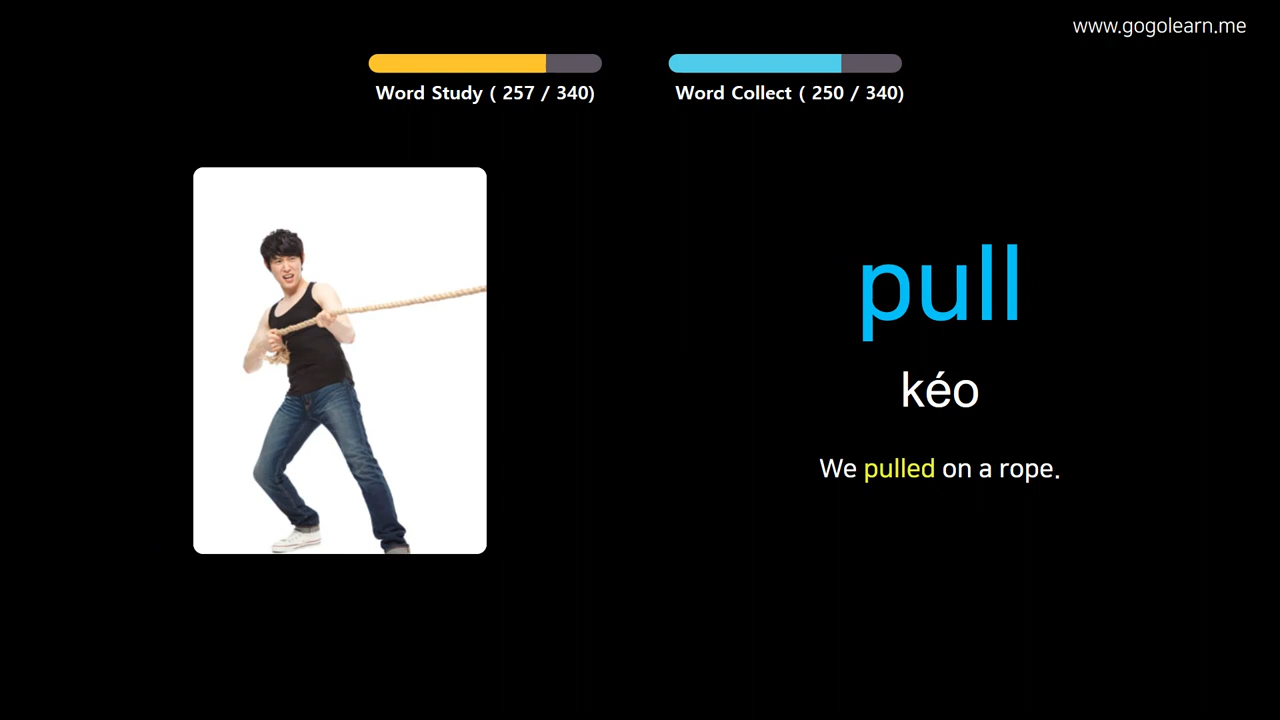 www.gogolearn.me
Word Study ( 257 / 340)
Word Collect ( 250 / 340)
pull
kéo
We pulled on a rope.